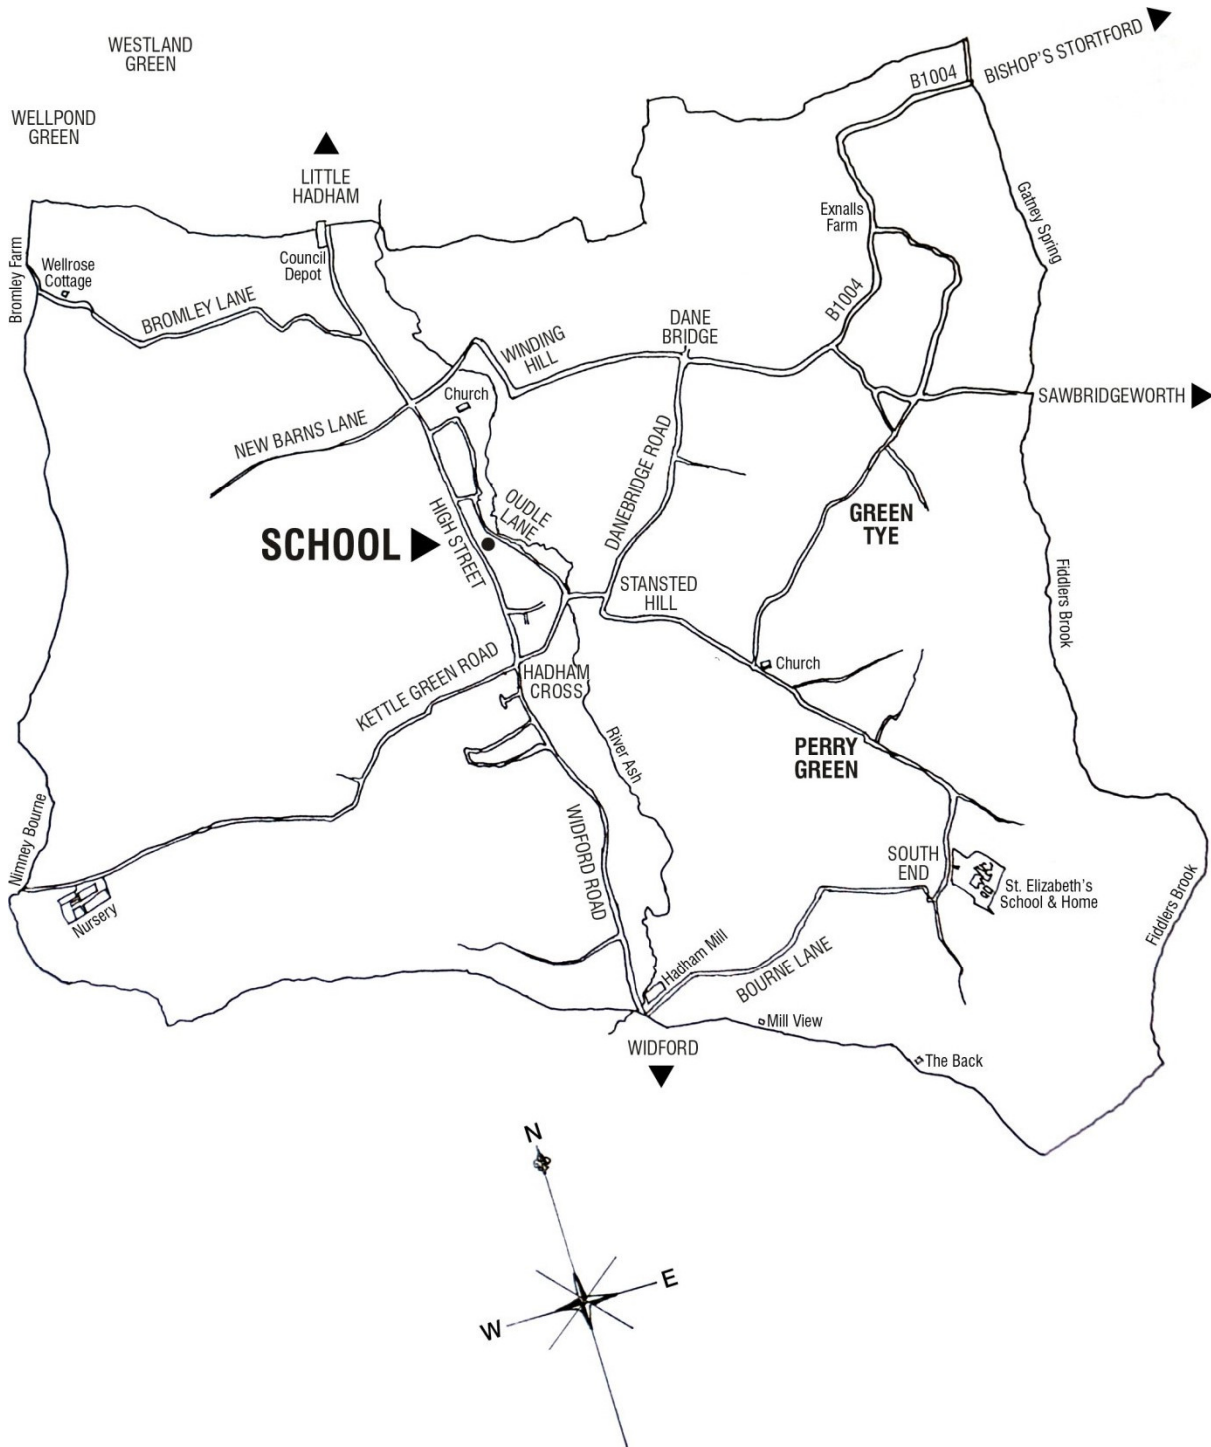 WESTLAND
GREEN
WELLPOND
GREEN
B1004
BISHOP'S STORTFORD
LITTLE
HADHAM
Council
Depot
Bromley Farm
Wellrose
Cottage
BROMLEY LANE
Exnalls
Farm
Gatney Spring
B1004
DANE
BRIDGE
WINDING
HILL
Church
NEW BARNS LANE
SAWBRIDGEWORTH
DANEBRIDGE ROAD
OUDLE
LANE
HIGH STREET
SCHOOL
GREEN
TYE
STANSTED
HILL
Fiddlers Brook
Church
KETTLE GREEN ROAD
HADHAM
CROSS
River Ash
PERRY
GREEN
Nimney Bourne
Nursery
WIDFORD ROAD
SOUTH
END
St. Elizabeth's
School & Home
Fiddlers Brook
Hadham Mill
BOURNE LANE
Mill View
WIDFORD
The Back
N
E
W